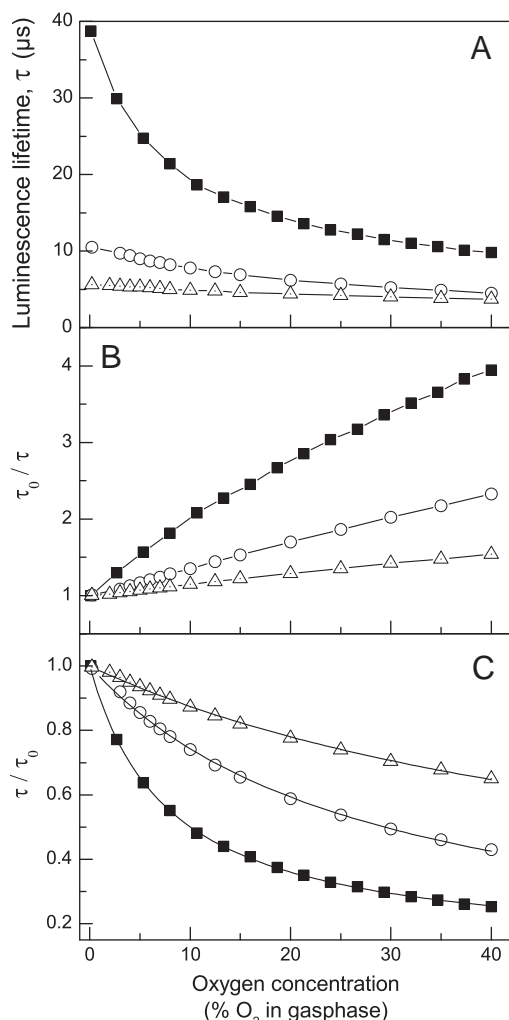 A
Luminescence lifetime, τ (μs)
40
30
20
10
0
B
τ₀ / τ
4
3
2
1
C
τ / τ₀
1.0
0.8
0.6
0.4
0.2
0 10 20 30 40
Oxygen concentration
(% O₂ in gasphase)